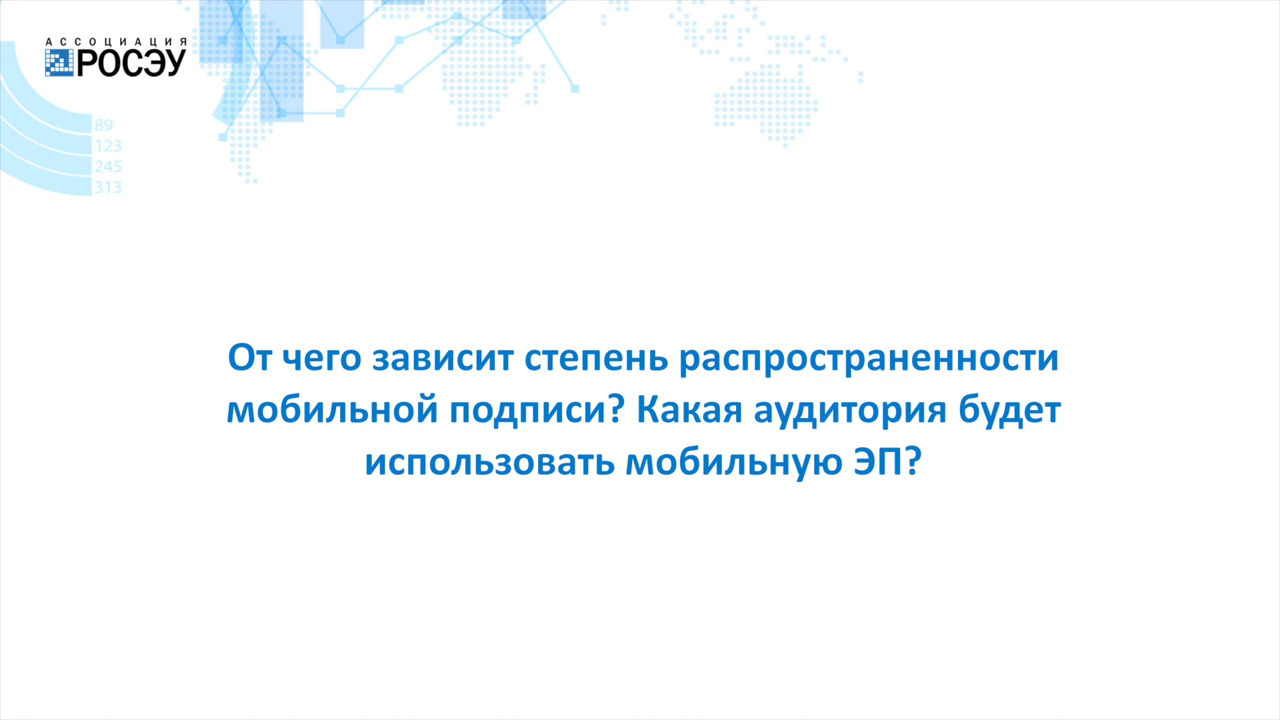 АССОЦИАЦИЯ
РОСЭУ
89
123
245
313
От чего зависит степень распространенности
мобильной подписи? Какая аудитория будет
использовать мобильную ЭП?